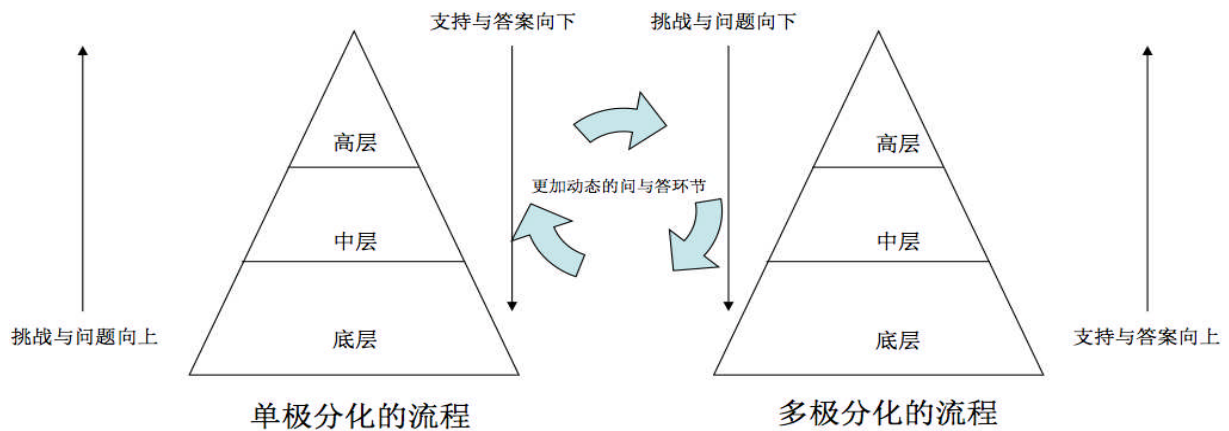 支持与答案向下
挑战与问题向下
高层
高层
更加动态的问与答环节
中层
中层
挑战与问题向上
底层
底层
支持与答案向上
单极分化的流程
多极分化的流程